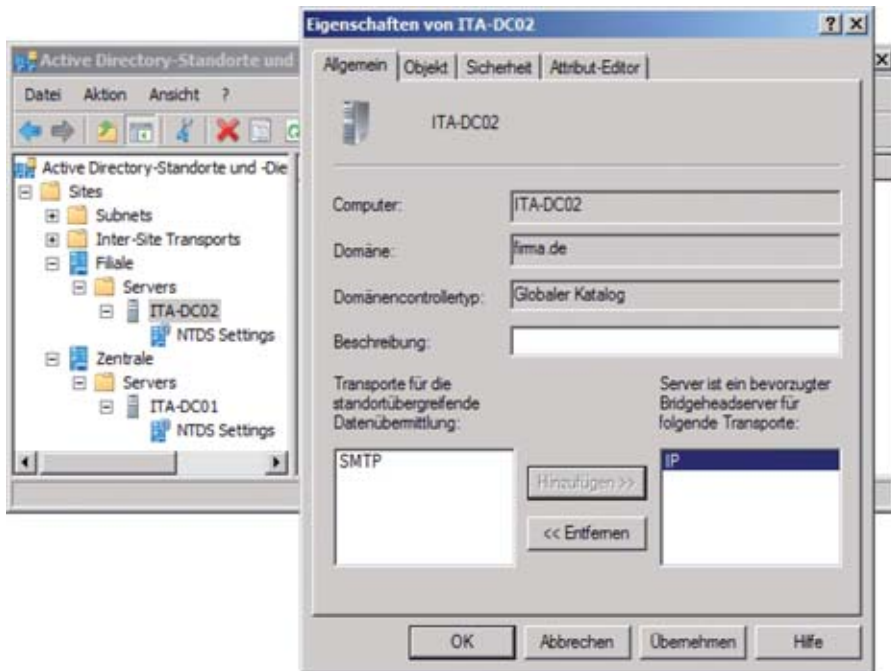 Active Directory-Standorte und
Datei Aktion Ansicht ?
Active Directory-Standorte und -Die
Sites
Subnets
Inter-Site Transports
Filiale
Servers
ITA-DC02
NTDS Settings
Zentrale
Servers
ITA-DC01
NTDS Settings
Eigenschaften von ITA-DC02
Allgemein Objekt Sicherheit Attribut-Editor
ITA-DC02
Computer: ITA-DC02
Domäne: firma.de
Domänencontrollertyp: Globaler Katalog
Beschreibung:
Transporte für die
standortübergreifende
Datenübermittlung:
SMTP
Hinzufügen >>
<< Entfernen
Server ist ein bevorzugter
Bridgeheadserver für
folgende Transporte:
IP
OK Abbrechen Übernehmen Hilfe